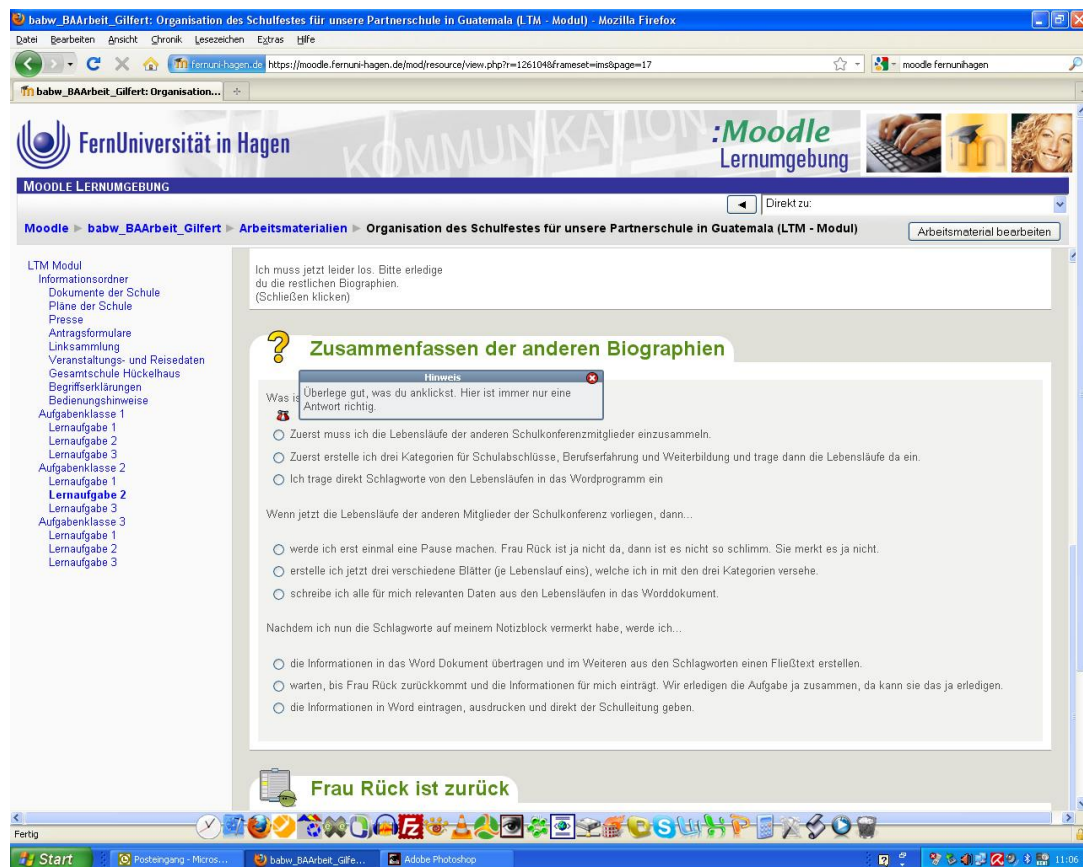 babw_BAArbeit_Gilfert: Organisation des Schulfestes für unsere Partnerschule in Guatemala (LTM - Modul) - Mozilla Firefox
Datei Bearbeiten Ansicht Chronik Lesezeichen Extras Hilfe
fernuni-hagen.de https://moodle.fernuni-hagen.de/mod/resource/view.php?r=126104&frameset=ims&page=17
moodle fernunihagen
babw_BAArbeit_Gilfert: Organisation...
FernUniversität in Hagen
KOMMUNIKATION
:Moodle
Lernumgebung
MOODLE LERNUMGEBUNG
Direkt zu:
Moodle ► babw_BAArbeit_Gilfert ► Arbeitsmaterialien ► Organisation des Schulfestes für unsere Partnerschule in Guatemala (LTM - Modul)
Arbeitsmaterial bearbeiten
LTM Modul
Informationsordner
Dokumente der Schule
Pläne der Schule
Presse
Antragsformulare
Linksammlung
Veranstaltungs- und Reisedaten
Gesamtschule Hückelhaus
Begriffserklärungen
Bedienungshinweise
Aufgabenklasse 1
Lernaufgabe 1
Lernaufgabe 2
Lernaufgabe 3
Aufgabenklasse 2
Lernaufgabe 1
Lernaufgabe 2
Lernaufgabe 3
Aufgabenklasse 3
Lernaufgabe 1
Lernaufgabe 2
Lernaufgabe 3
Ich muss jetzt leider los. Bitte erledige
du die restlichen Biographien.
(Schließen klicken)
Zusammenfassen der anderen Biographien
Was is
Hinweis
Überlege gut, was du anklickst. Hier ist immer nur eine
Antwort richtig.
Zuerst muss ich die Lebensläufe der anderen Schulkonferenzmitglieder einzusammeln.
Zuerst erstelle ich drei Kategorien für Schulabschlüsse, Berufserfahrung und Weiterbildung und trage dann die Lebensläufe da ein.
Ich trage direkt Schlagworte von den Lebensläufen in das Wordprogramm ein
Wenn jetzt die Lebensläufe der anderen Mitglieder der Schulkonferenz vorliegen, dann...
werde ich erst einmal eine Pause machen. Frau Rück ist ja nicht da, dann ist es nicht so schlimm. Sie merkt es ja nicht.
erstelle ich jetzt drei verschiedene Blätter (je Lebenslauf eins), welche ich in mit den drei Kategorien versehe.
schreibe ich alle für mich relevanten Daten aus den Lebensläufen in das Worddokument.
Nachdem ich nun die Schlagworte auf meinem Notizblock vermerkt habe, werde ich...
die Informationen in das Word Dokument übertragen und im Weiteren aus den Schlagworten einen Fließtext erstellen.
warten, bis Frau Rück zurückkommt und die Informationen für mich einträgt. Wir erledigen die Aufgabe ja zusammen, da kann sie das ja erledigen.
die Informationen in Word eintragen, ausdrucken und direkt der Schulleitung geben.
Frau Rück ist zurück
Fertig
Start
Posteingang - Micros...
babw_BAArbeit_Gilfe...
Adobe Photoshop
11:06